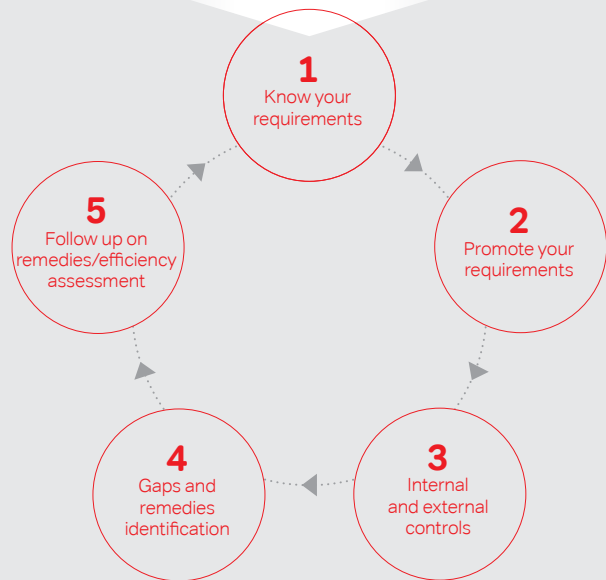 1
Know your
requirements
2
Promote your
requirements
3
Internal
and external
controls
4
Gaps and
remedies
identification
5
Follow up on
remedies/efficiency
assessment